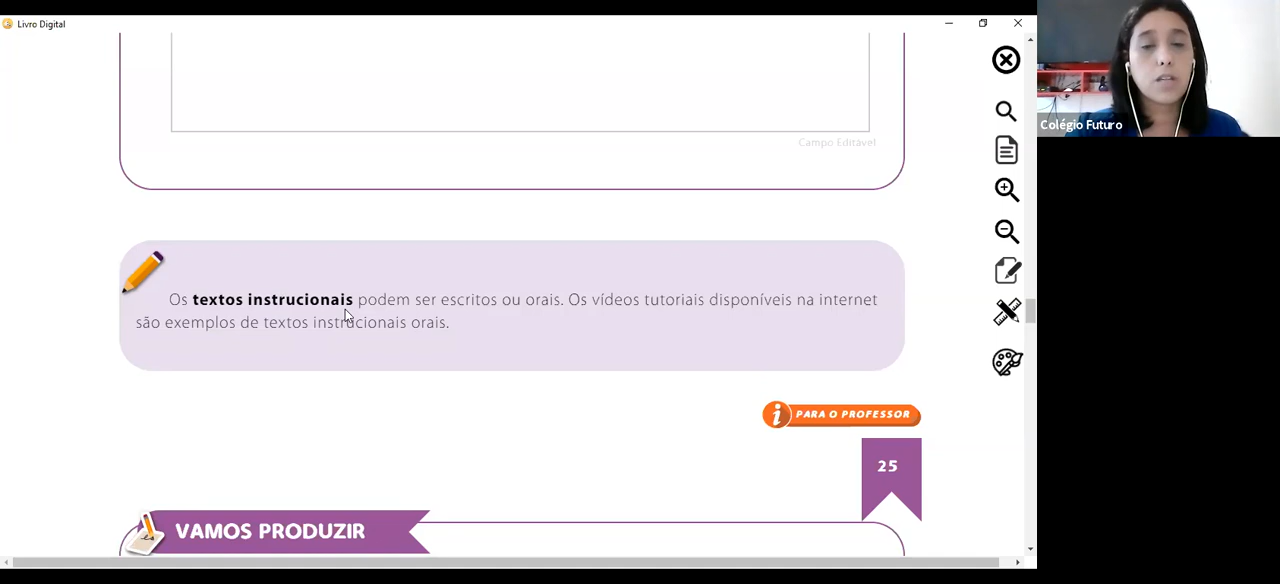 Livro Digital
Colégio Futuro
Campo Editável
Os textos instrucionais podem ser escritos ou orais. Os vídeos tutoriais disponíveis na internet
são exemplos de textos instrucionais orais.
PARA O PROFESSOR
25
VAMOS PRODUZIR